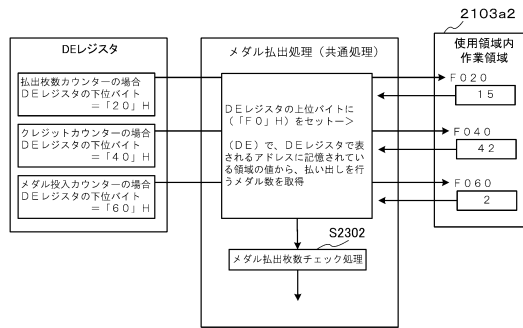 2103a2
DEレジスタ
払出枚数カウンターの場合
DEレジスタの下位バイト
=「20」H
クレジットカウンターの場合
DEレジスタの下位バイト
=「40」H
メダル投入カウンターの場合
DEレジスタの下位バイト
=「60」H
メダル払出処理(共通処理)
DEレジスタの上位バイトに
(「F0」H)をセットー>
(DE)で、DEレジスタで表
されるアドレスに記憶されてい
る領域の値から、払い出しを行
うメダル数を取得
S2302
メダル払出枚数チェック処理
使用領域内
作業領域
F020
15
F040
42
F060
2